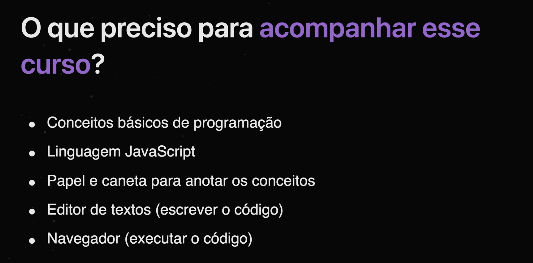 O que preciso para acompanhar esse
curso?
• Conceitos básicos de programação
• Linguagem JavaScript
• Papel e caneta para anotar os conceitos
• Editor de textos (escrever o código)
• Navegador (executar o código)